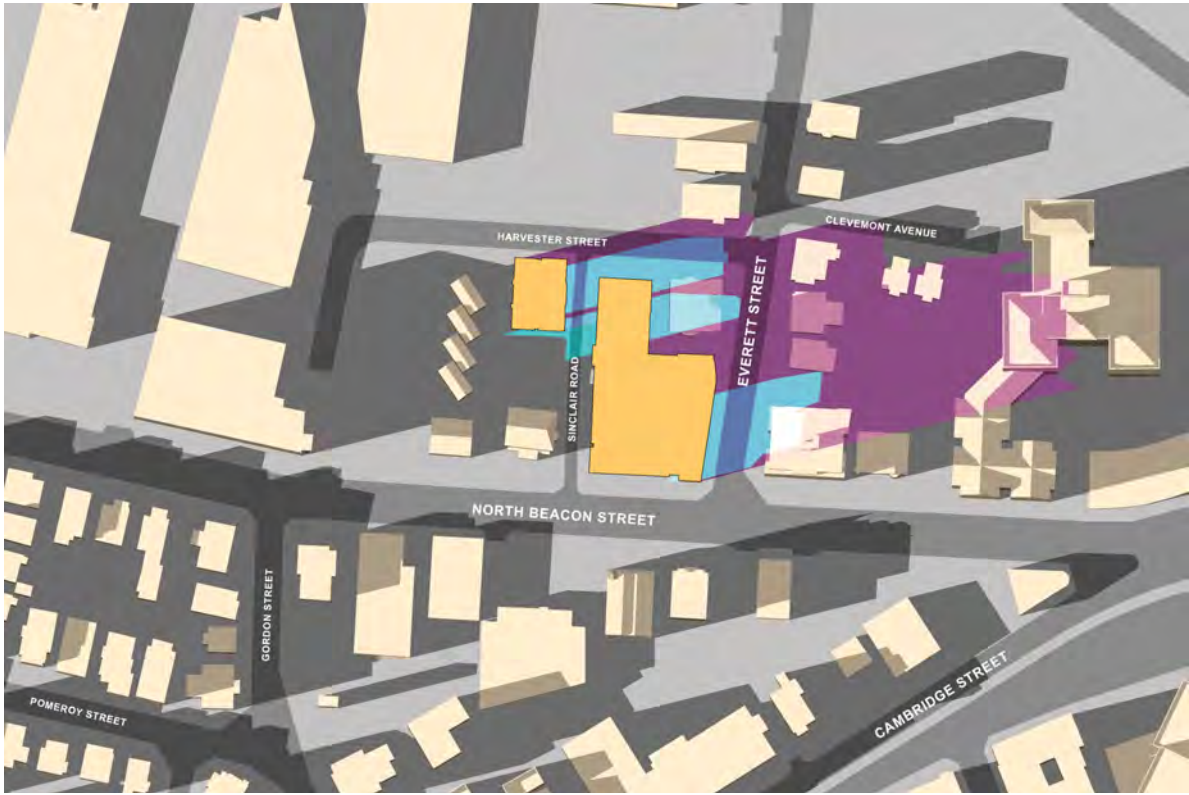 CLEVEMONT AVENUE
HARVESTER STREET
EVERETT STREET
SINCLAIR ROAD
NORTH BEACON STREET
GORDON STREET
CAMBRIDGE STREET
POMEROY STREET